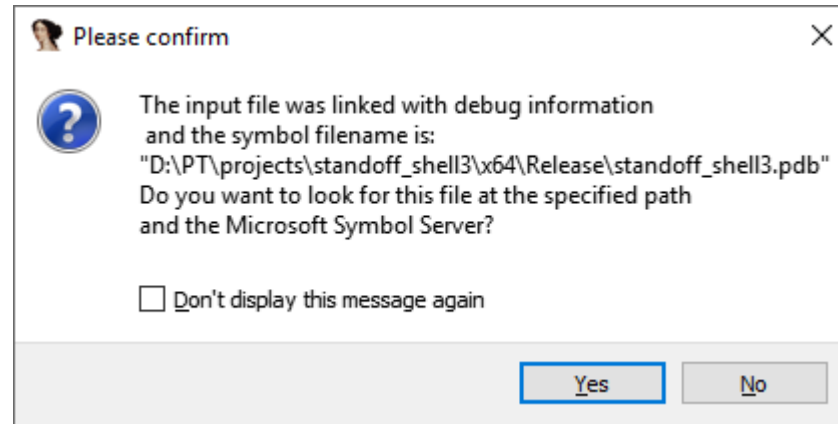 Please confirm
The input file was linked with debug information
and the symbol filename is:
"D:\PT\projects\standoff_shell3\x64\Release\standoff_shell3.pdb"
Do you want to look for this file at the specified path
and the Microsoft Symbol Server?
Don't display this message again
Yes
No